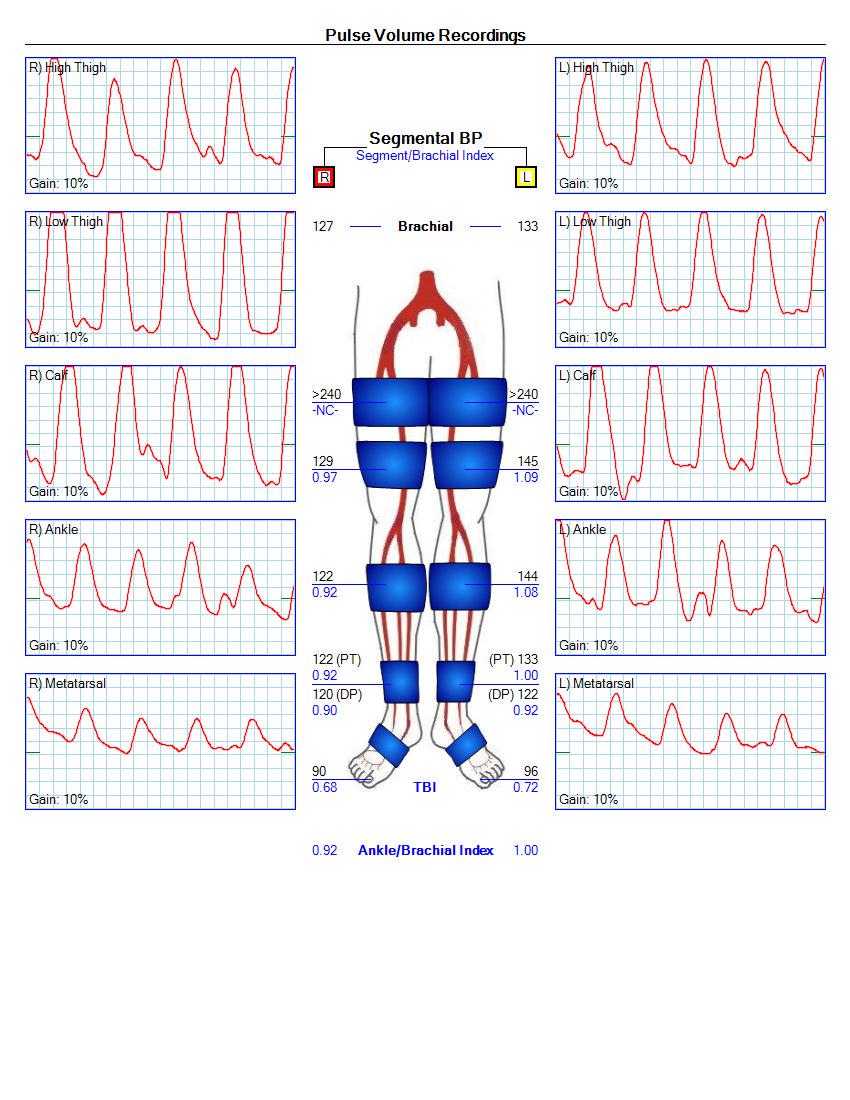 Pulse Volume Recordings
R) High Thigh
Gain: 10%
L) High Thigh
Gain: 10%
Segmental BP
Segment/Brachial Index
R
L
127 Brachial 133
R) Low Thigh
Gain: 10%
L) Low Thigh
Gain: 10%
R) Calf
Gain: 10%
L) Calf
Gain: 10%
>240 >240
-NC- -NC-
129 145
0.97 1.09
R) Ankle
Gain: 10%
L) Ankle
Gain: 10%
122 144
0.92 1.08
122 (PT) (PT) 133
0.92 1.00
120 (DP) (DP) 122
0.90 0.92
R) Metatarsal
Gain: 10%
L) Metatarsal
Gain: 10%
90 96
0.68 TBI 0.72
0.92 Ankle/Brachial Index 1.00